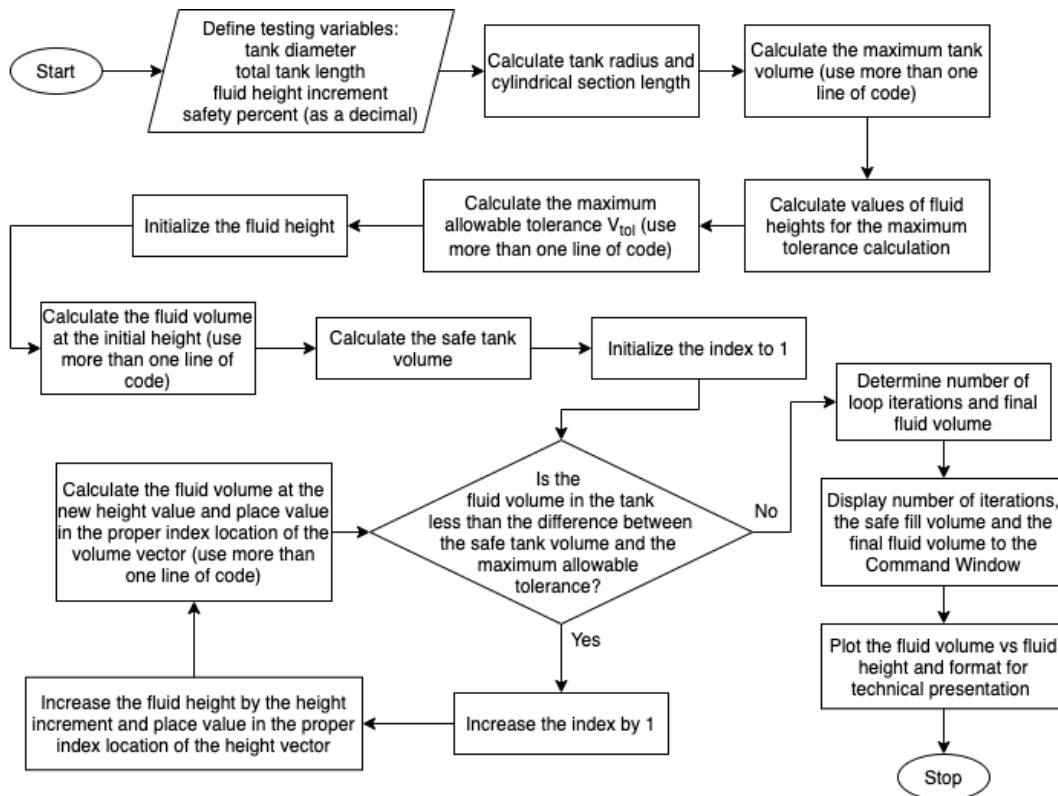 Start
Define testing variables:
tank diameter
total tank length
fluid height increment
safety percent (as a decimal)
Calculate tank radius and
cylindrical section length
Calculate the maximum tank
volume (use more than one
line of code)
Calculate values of fluid
heights for the maximum
tolerance calculation
Calculate the maximum
allowable tolerance Vtol (use
more than one line of code)
Initialize the fluid height
Calculate the fluid volume
at the initial height (use
more than one line of
code)
Calculate the safe tank
volume
Initialize the index to 1
Is the
fluid volume in the tank
less than the difference between
the safe tank volume and the
maximum allowable
tolerance?
Yes
Increase the index by 1
Increase the fluid height by the height
increment and place value in the proper
index location of the height vector
Calculate the fluid volume at the
new height value and place value
in the proper index location of the
volume vector (use more than
one line of code)
No
Determine number of
loop iterations and final
fluid volume
Display number of iterations,
the safe fill volume and the
final fluid volume to the
Command Window
Plot the fluid volume vs fluid
height and format for
technical presentation
Stop